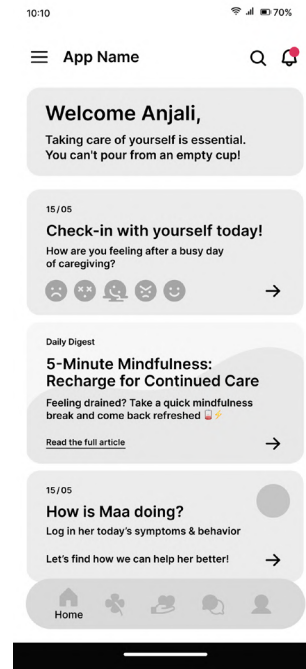 10:10
70%
App Name
Welcome Anjali,
Taking care of yourself is essential.
You can't pour from an empty cup!
15/05
Check-in with yourself today!
How are you feeling after a busy day
of caregiving?
Daily Digest
5-Minute Mindfulness:
Recharge for Continued Care
Feeling drained? Take a quick mindfulness
break and come back refreshed 🪫⚡
Read the full article
15/05
How is Maa doing?
Log in her today's symptoms & behavior
Let's find how we can help her better!
Home